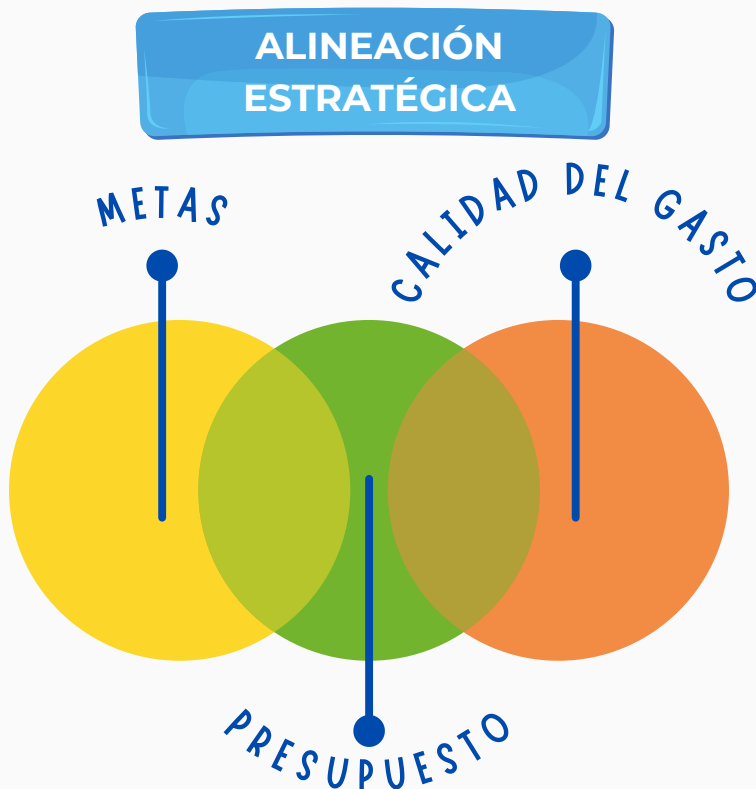 ALINEACIÓN
ESTRATÉGICA
METAS
CALIDAD DEL GASTO
PRESUPUESTO